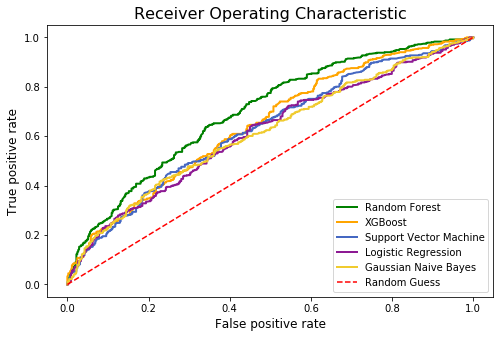 Receiver Operating Characteristic
True positive rate
1.0
0.8
0.6
0.4
0.2
0.0
Random Forest
XGBoost
Support Vector Machine
Logistic Regression
Gaussian Naive Bayes
Random Guess
0.0 0.2 0.4 0.6 0.8 1.0
False positive rate